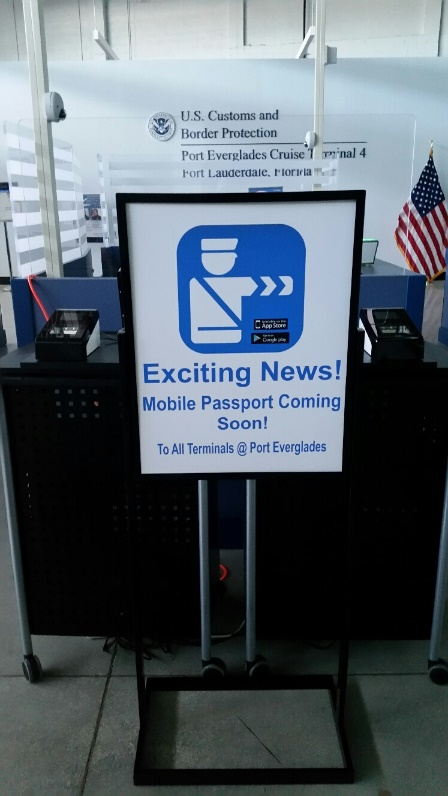 U.S. Customs and
Border Protection
Port Everglades Cruise Terminal 4
Fort Lauderdale, Florida
App Store
Google play
Exciting News!
Mobile Passport Coming
Soon!
To All Terminals @ Port Everglades